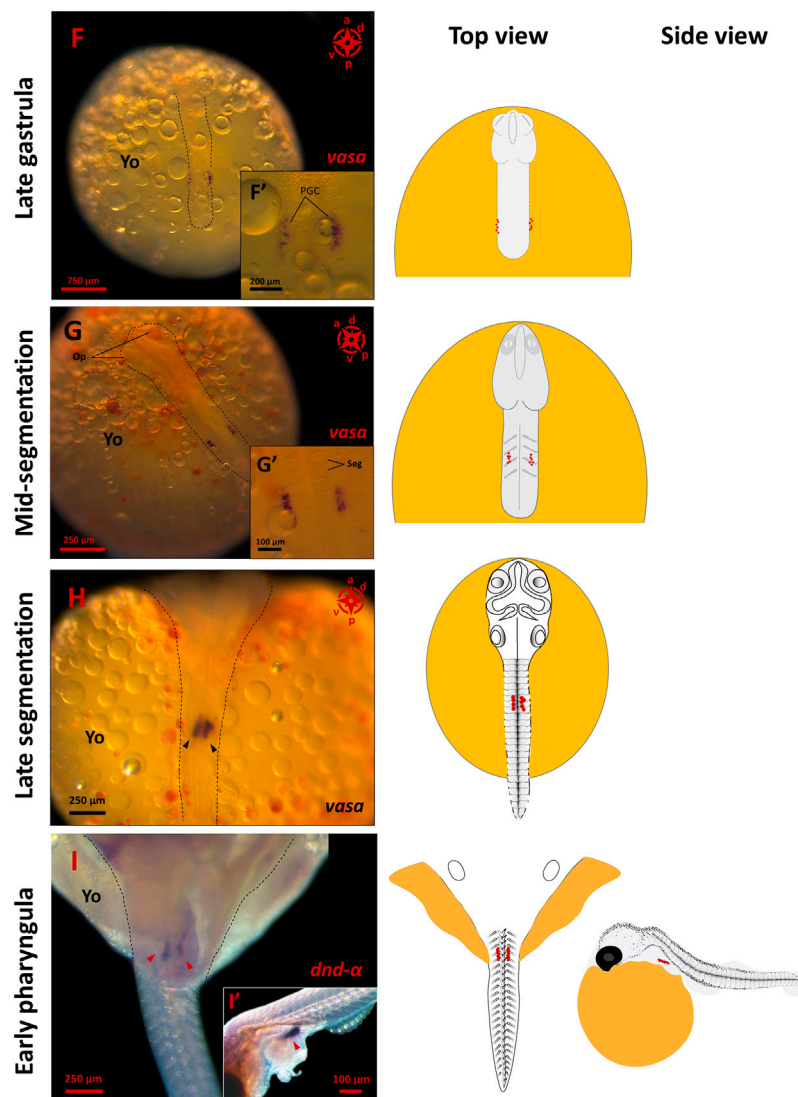 Top view
Side view
Late gastrula
F
a
d
v
p
Yo
vasa
F'
PGC
750 µm
200 µm
Mid-segmentation
G
d
a
p
v
Op
Yo
vasa
G'
Seg
250 µm
100 µm
Late segmentation
H
a
d
v
p
Yo
250 µm
vasa
Early pharyngula
I
Yo
dnd-α
I'
250 µm
100 µm